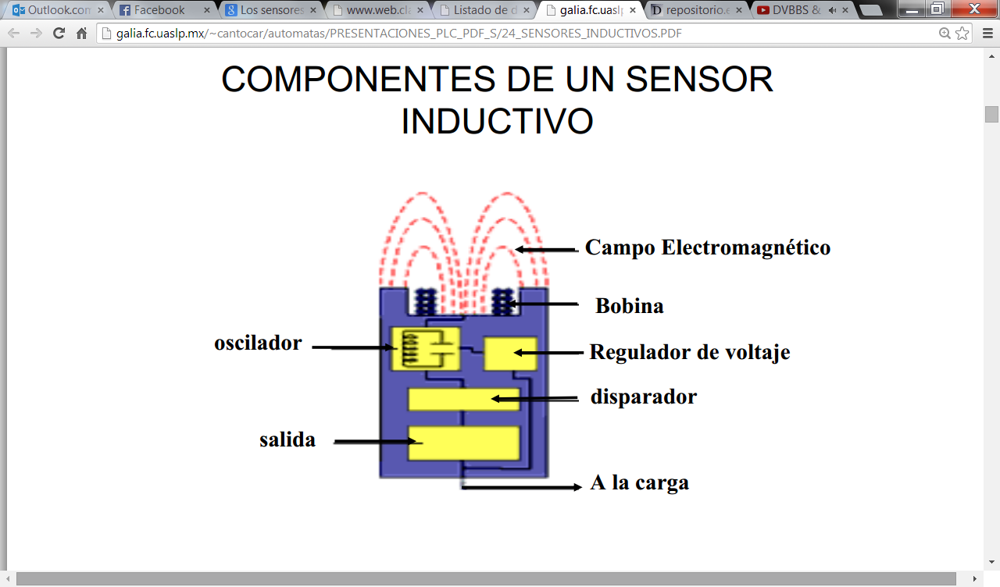 Outlook.com
Facebook
Los sensores
www.web.cla
Listado de d
galia.fc.uaslp
repositorio.e
DVBBS &
galia.fc.uaslp.mx/~cantocar/automatas/PRESENTACIONES_PLC_PDF_S/24_SENSORES_INDUCTIVOS.PDF
COMPONENTES DE UN SENSOR
INDUCTIVO
Campo Electromagnético
Bobina
oscilador
Regulador de voltaje
disparador
salida
A la carga